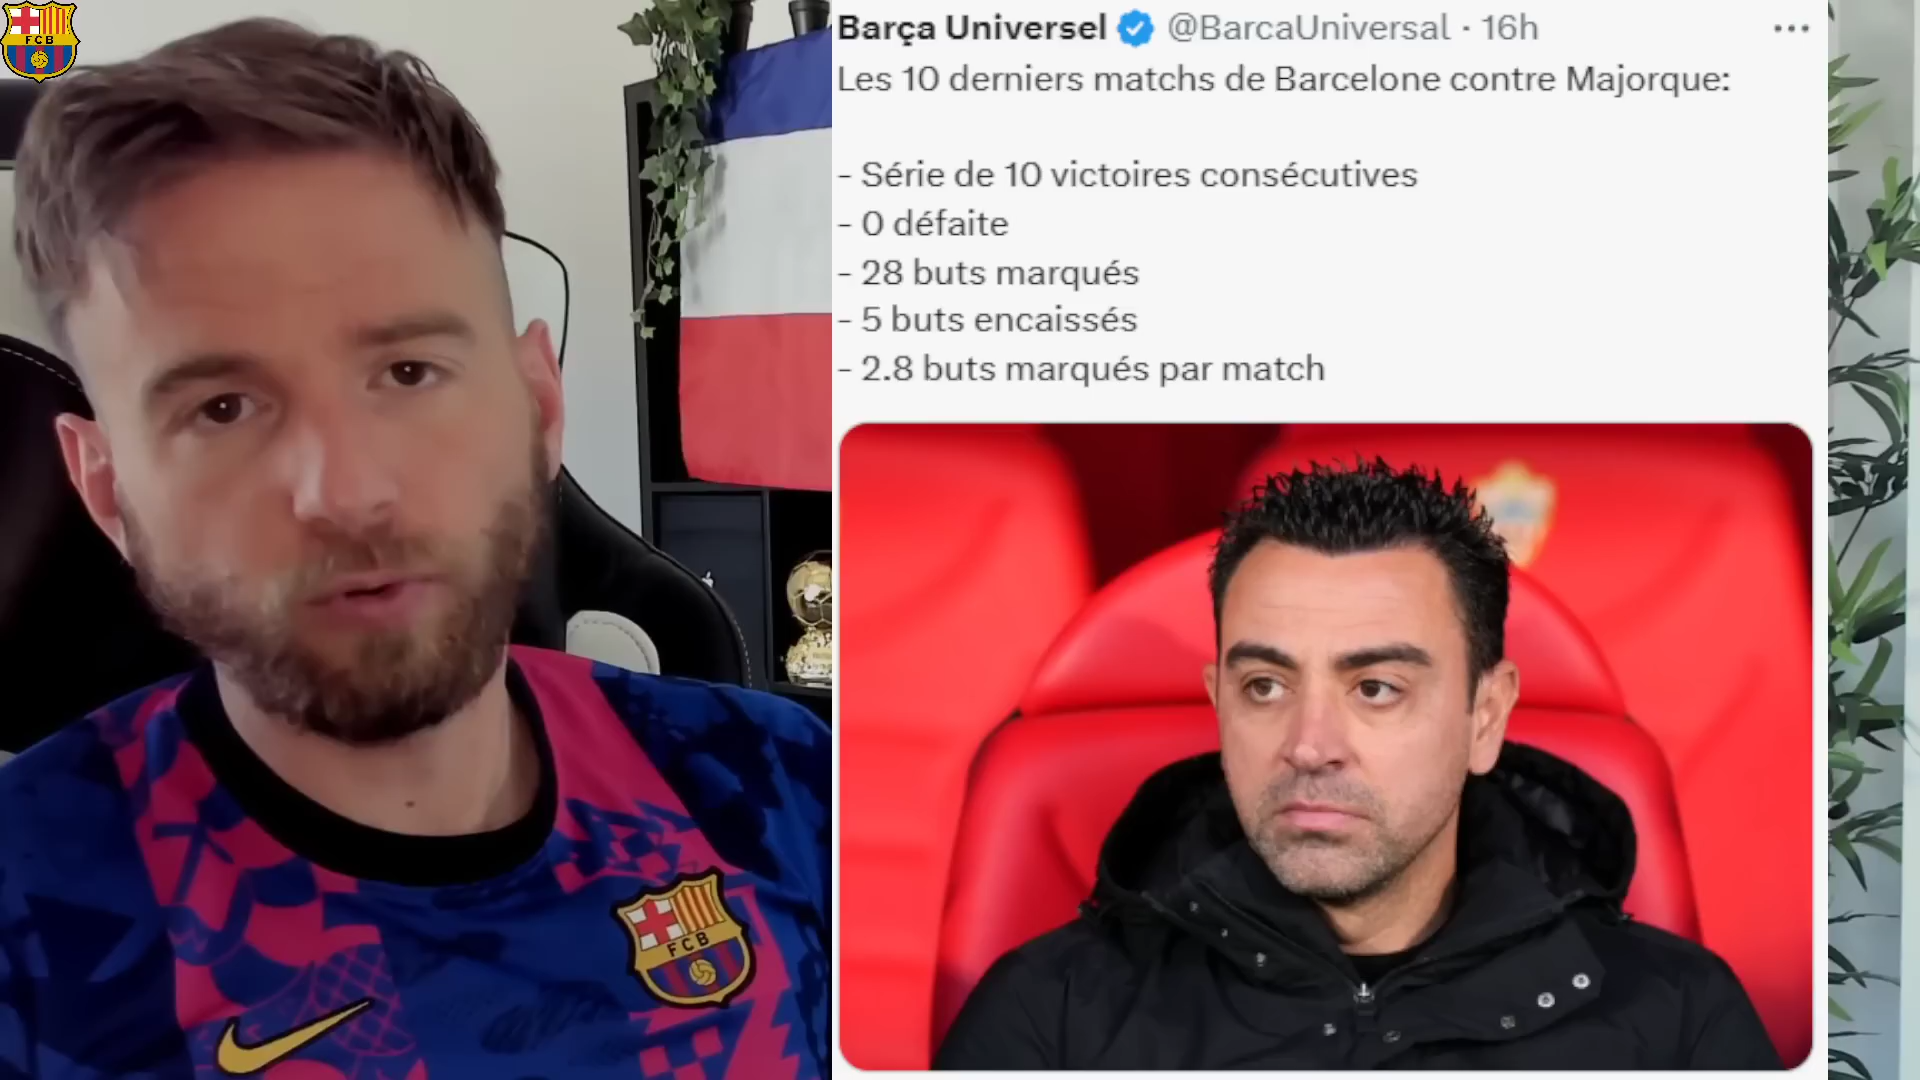 FCB
Barça Universel @BarcaUniversal · 16h
Les 10 derniers matchs de Barcelone contre Majorque:
- Série de 10 victoires consécutives
- 0 défaite
- 28 buts marqués
- 5 buts encaissés
- 2.8 buts marqués par match
FCB